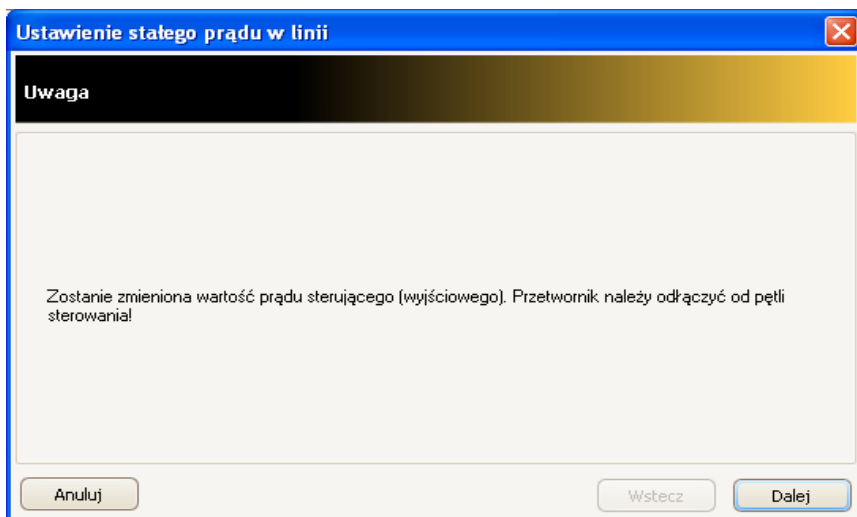 Ustawienie stałego prądu w linii
Uwaga
Zostanie zmieniona wartość prądu sterującego (wyjściowego). Przetwornik należy odłączyć od pętli
sterowania!
Anuluj
Wstecz
Dalej